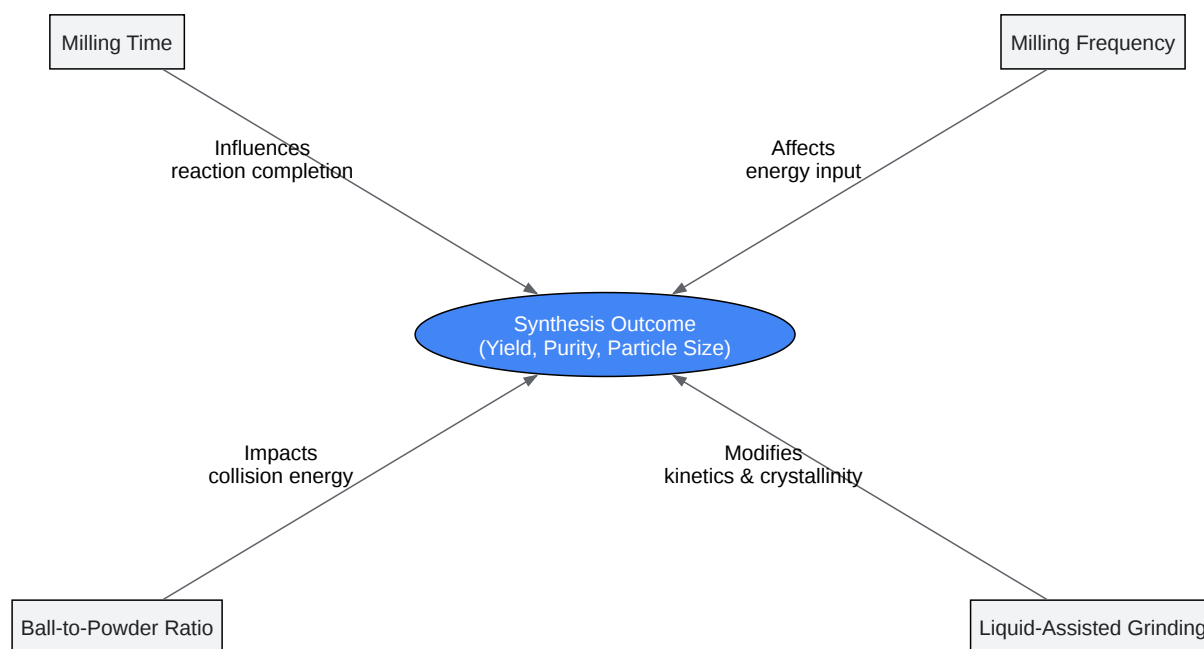 Milling Time
Milling Frequency
Influences
reaction completion
Affects
energy input
Synthesis Outcome
(Yield, Purity, Particle Size)
Impacts
collision energy
Modifies
kinetics & crystallinity
Ball-to-Powder Ratio
Liquid-Assisted Grinding